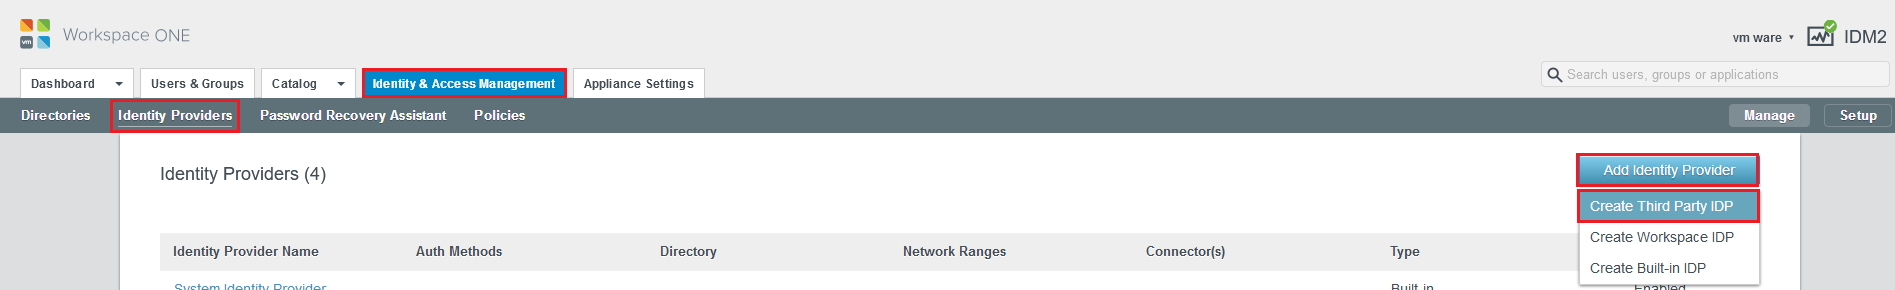 Workspace ONE
vm
vm ware
IDM2
Dashboard
Users & Groups
Catalog
Identity & Access Management
Appliance Settings
Search users, groups or applications
Directories
Identity Providers
Password Recovery Assistant
Policies
Manage
Setup
Identity Providers (4)
Add Identity Provider
Create Third Party IDP
Create Workspace IDP
Create Built-in IDP
Identity Provider Name
Auth Methods
Directory
Network Ranges
Connector(s)
Type
System Identity Provider
Built-in
Enabled